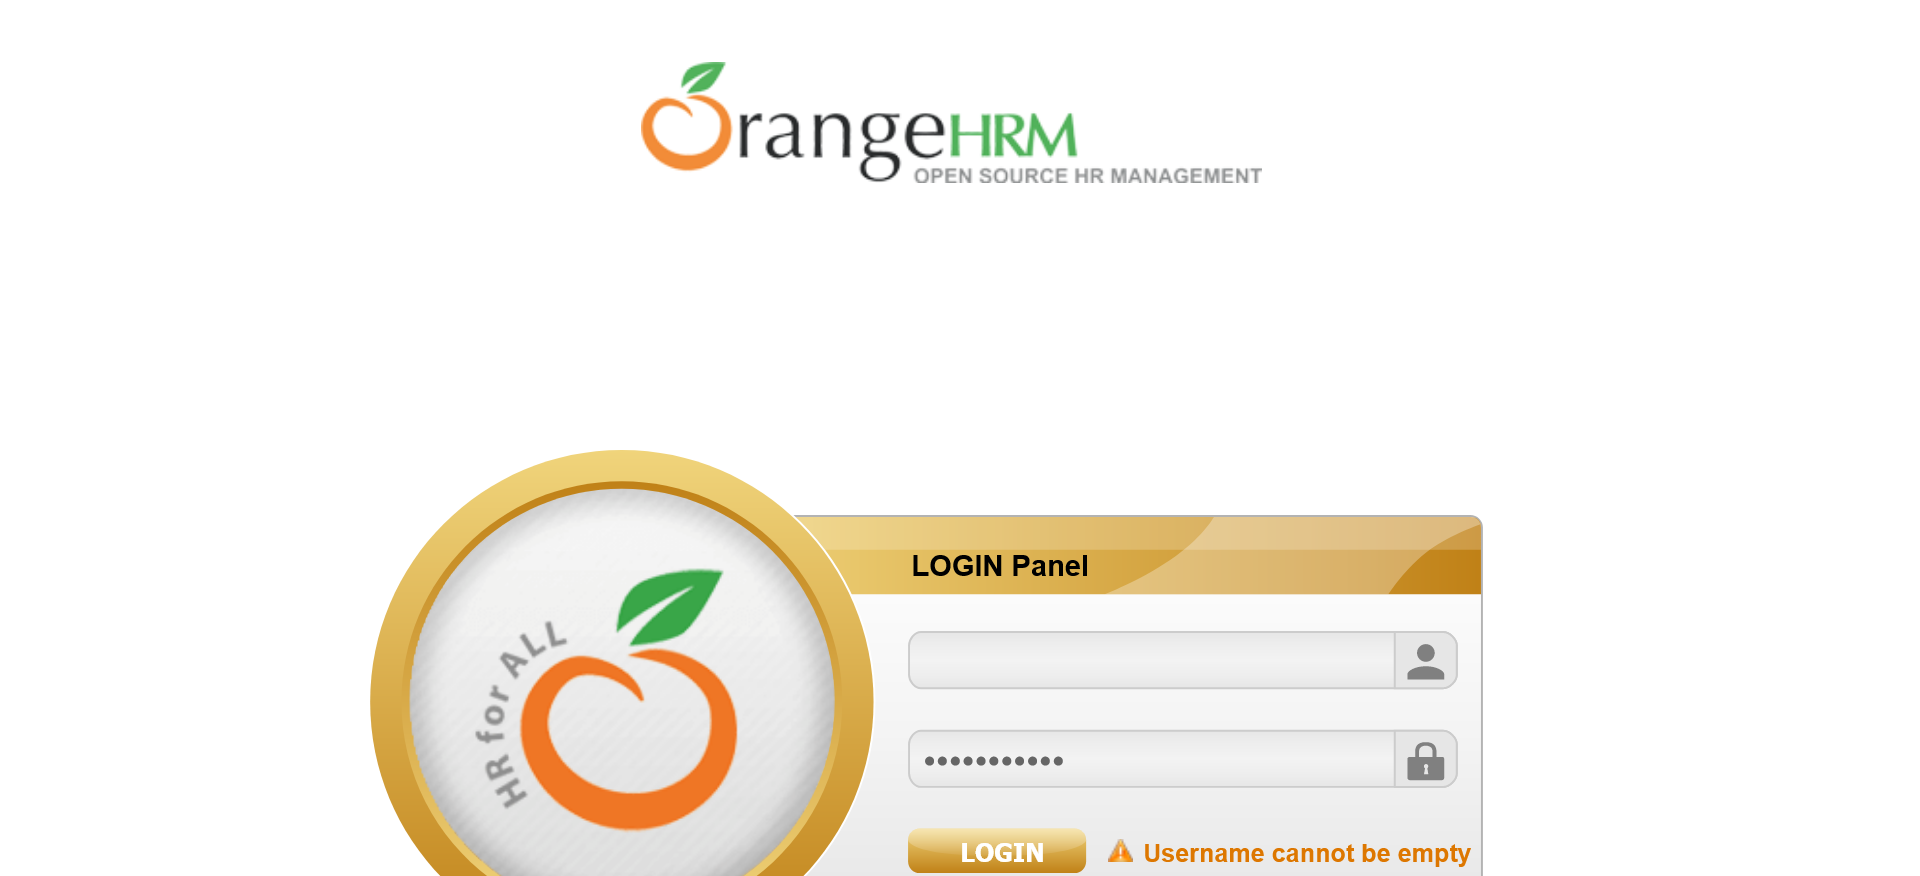 OrangeHRM
OPEN SOURCE HR MANAGEMENT
HR for ALL
LOGIN Panel
•••••••••••
LOGIN
Username cannot be empty